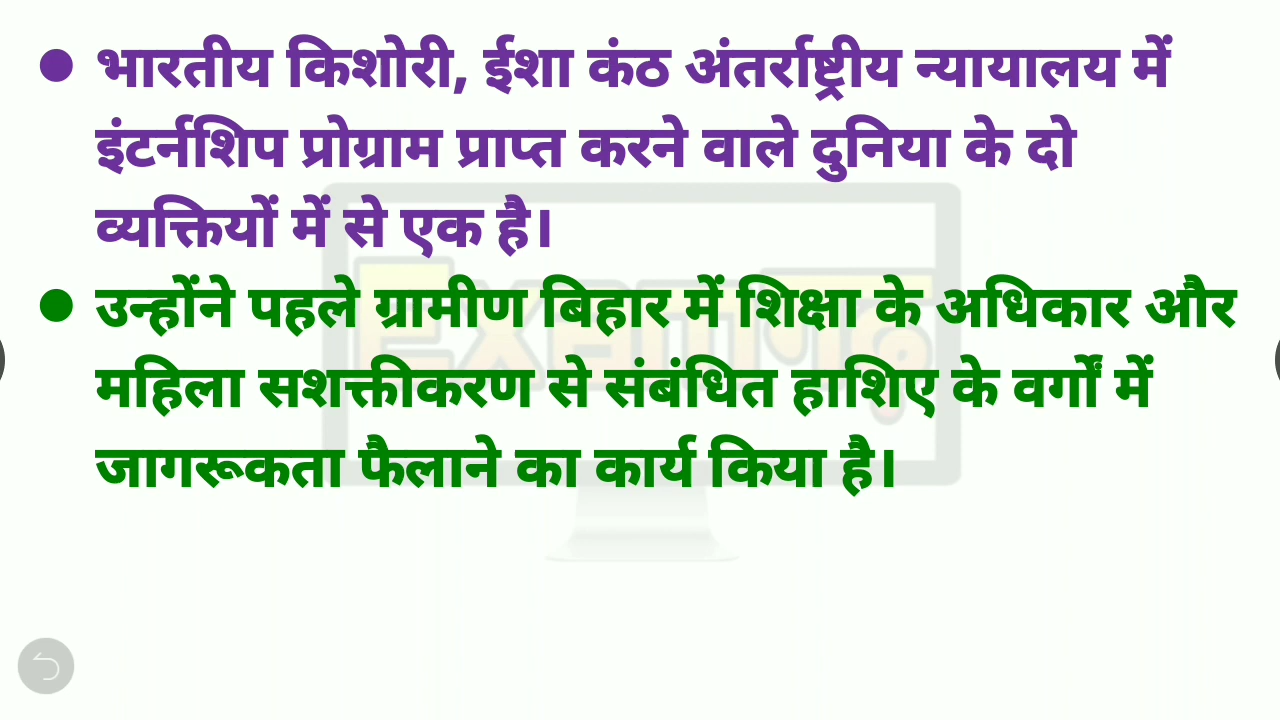 ● भारतीय किशोरी, ईशा कंठ अंतर्राष्ट्रीय न्यायालय में
इंटर्नशिप प्रोग्राम प्राप्त करने वाले दुनिया के दो
व्यक्तियों में से एक है।
● उन्होंने पहले ग्रामीण बिहार में शिक्षा के अधिकार और
महिला सशक्तीकरण से संबंधित हाशिए के वर्गों में
जागरूकता फैलाने का कार्य किया है।